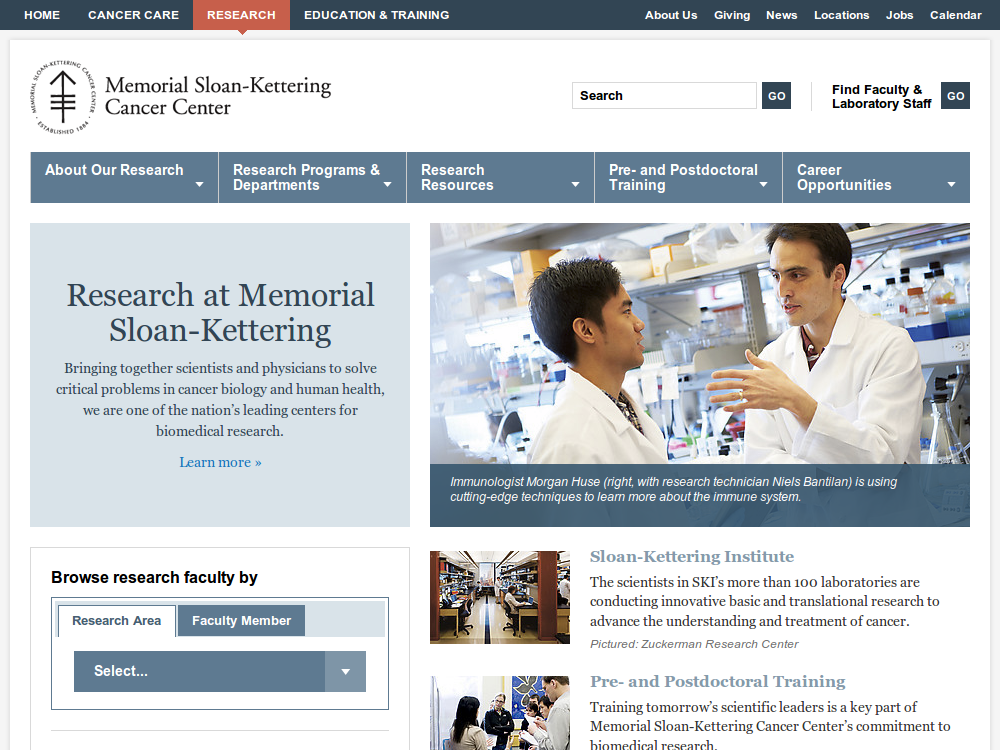 HOME CANCER CARE RESEARCH EDUCATION & TRAINING About Us Giving News Locations Jobs Calendar
MEMORIAL SLOAN-KETTERING CANCER CENTER · ESTABLISHED 1884 ·
Memorial Sloan-Kettering
Cancer Center
Search GO
Find Faculty &
Laboratory Staff GO
About Our Research
Research Programs &
Departments
Research
Resources
Pre- and Postdoctoral
Training
Career
Opportunities
Research at Memorial
Sloan-Kettering
Bringing together scientists and physicians to solve
critical problems in cancer biology and human health,
we are one of the nation's leading centers for
biomedical research.
Learn more »
Immunologist Morgan Huse (right, with research technician Niels Bantilan) is using
cutting-edge techniques to learn more about the immune system.
Browse research faculty by
Research Area Faculty Member
Select...
Sloan-Kettering Institute
The scientists in SKI's more than 100 laboratories are
conducting innovative basic and translational research to
advance the understanding and treatment of cancer.
Pictured: Zuckerman Research Center
Pre- and Postdoctoral Training
Training tomorrow's scientific leaders is a key part of
Memorial Sloan-Kettering Cancer Center's commitment to
biomedical research.